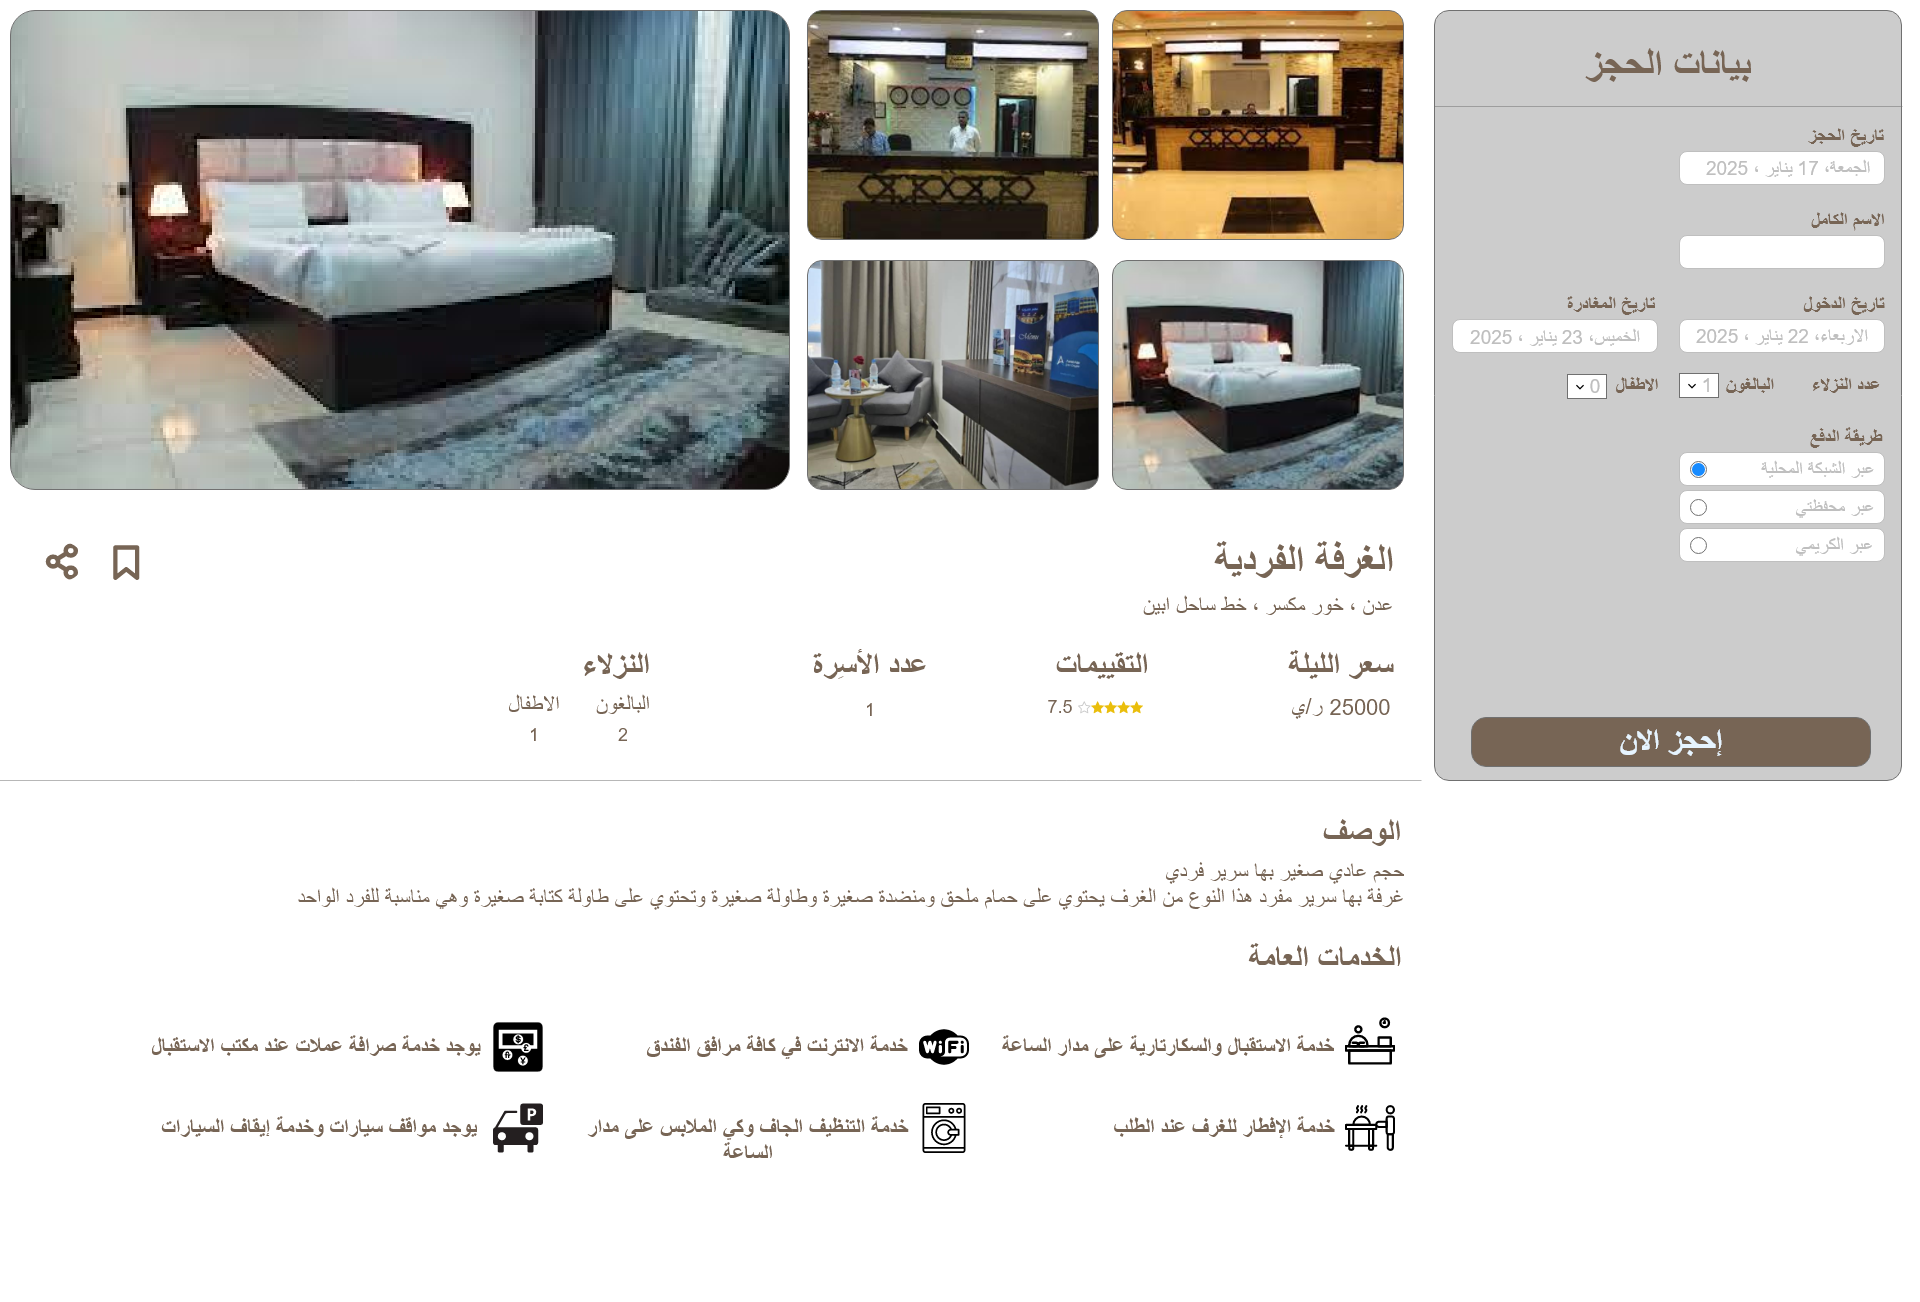 بيانات الحجز
تاريخ الحجز
الجمعة، 17 يناير ، 2025
الاسم الكامل
تاريخ الدخول
تاريخ المغادرة
الاربعاء، 22 يناير ، 2025
الخميس، 23 يناير ، 2025
عدد النزلاء
البالغون 1
الاطفال 0
طريقة الدفع
عبر الشبكة المحلية
عبر محفظتي
عبر الكريمي
إحجز الان
Menu
الغرفة الفردية
عدن ، خور مكسر ، خط ساحل ابين
سعر الليلة
25000 ر/ي
التقييمات
7.5
عدد الأسِرة
1
النزلاء
البالغون
2
الاطفال
1
الوصف
حجم عادي صغير بها سرير فردي
غرفة بها سرير مفرد هذا النوع من الغرف يحتوي على حمام ملحق ومنضدة صغيرة وطاولة صغيرة وتحتوي على طاولة كتابة صغيرة وهي مناسبة للفرد الواحد
الخدمات العامة
خدمة الاستقبال والسكارتارية على مدار الساعة
WiFi
خدمة الانترنت في كافة مرافق الفندق
يوجد خدمة صرافة عملات عند مكتب الاستقبال
خدمة الإفطار للغرف عند الطلب
خدمة التنظيف الجاف وكي الملابس على مدار
الساعة
P
يوجد مواقف سيارات وخدمة إيقاف السيارات